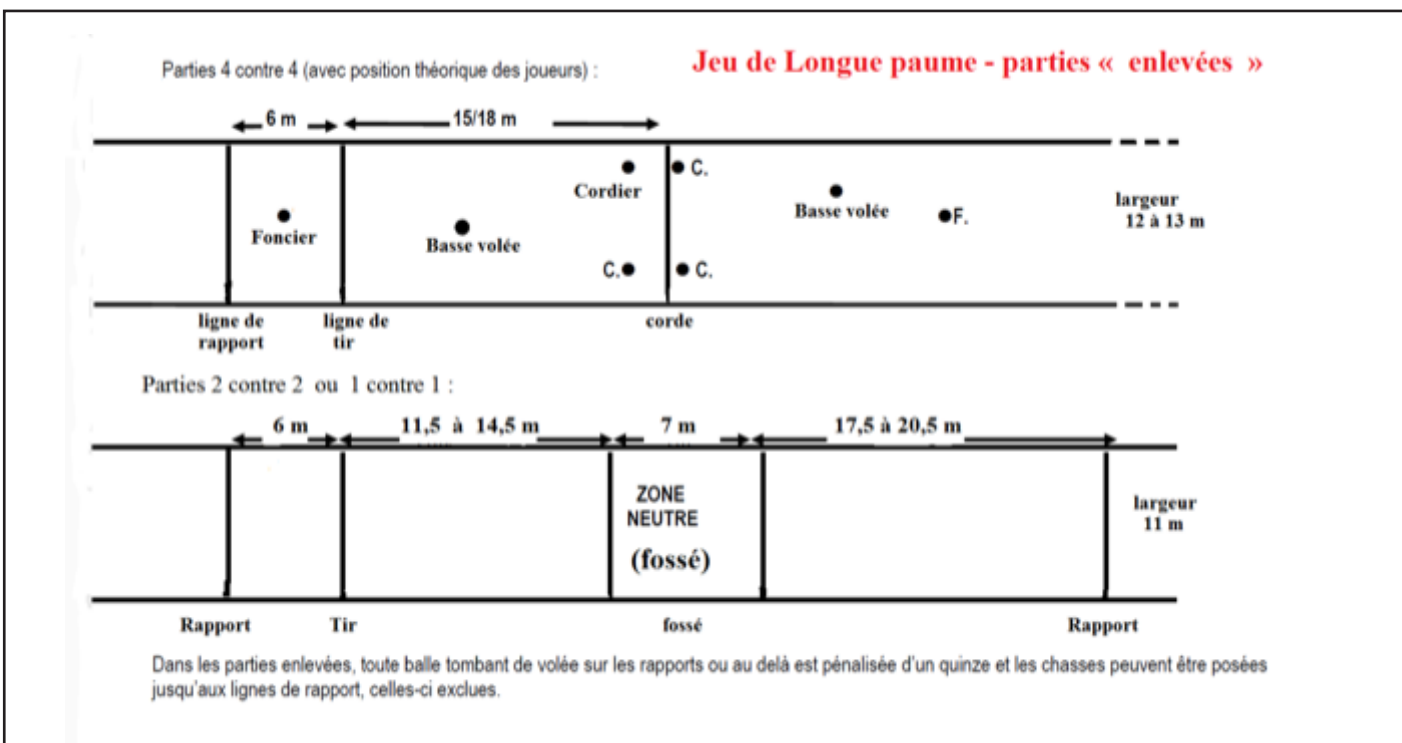 Jeu de Longue paume - parties « enlevées »
Parties 4 contre 4 (avec position théorique des joueurs) :
6 m
15/18 m
Cordier
C.
Foncier
Basse volée
C.
C.
Basse volée
F.
largeur
12 à 13 m
ligne de
rapport
ligne de
tir
corde
Parties 2 contre 2 ou 1 contre 1 :
6 m
11,5 à 14,5 m
7 m
17,5 à 20,5 m
ZONE
NEUTRE
(fossé)
largeur
11 m
Rapport
Tir
fossé
Rapport
Dans les parties enlevées, toute balle tombant de volée sur les rapports ou au delà est pénalisée d'un quinze et les chasses peuvent être posées
jusqu'aux lignes de rapport, celles-ci exclues.